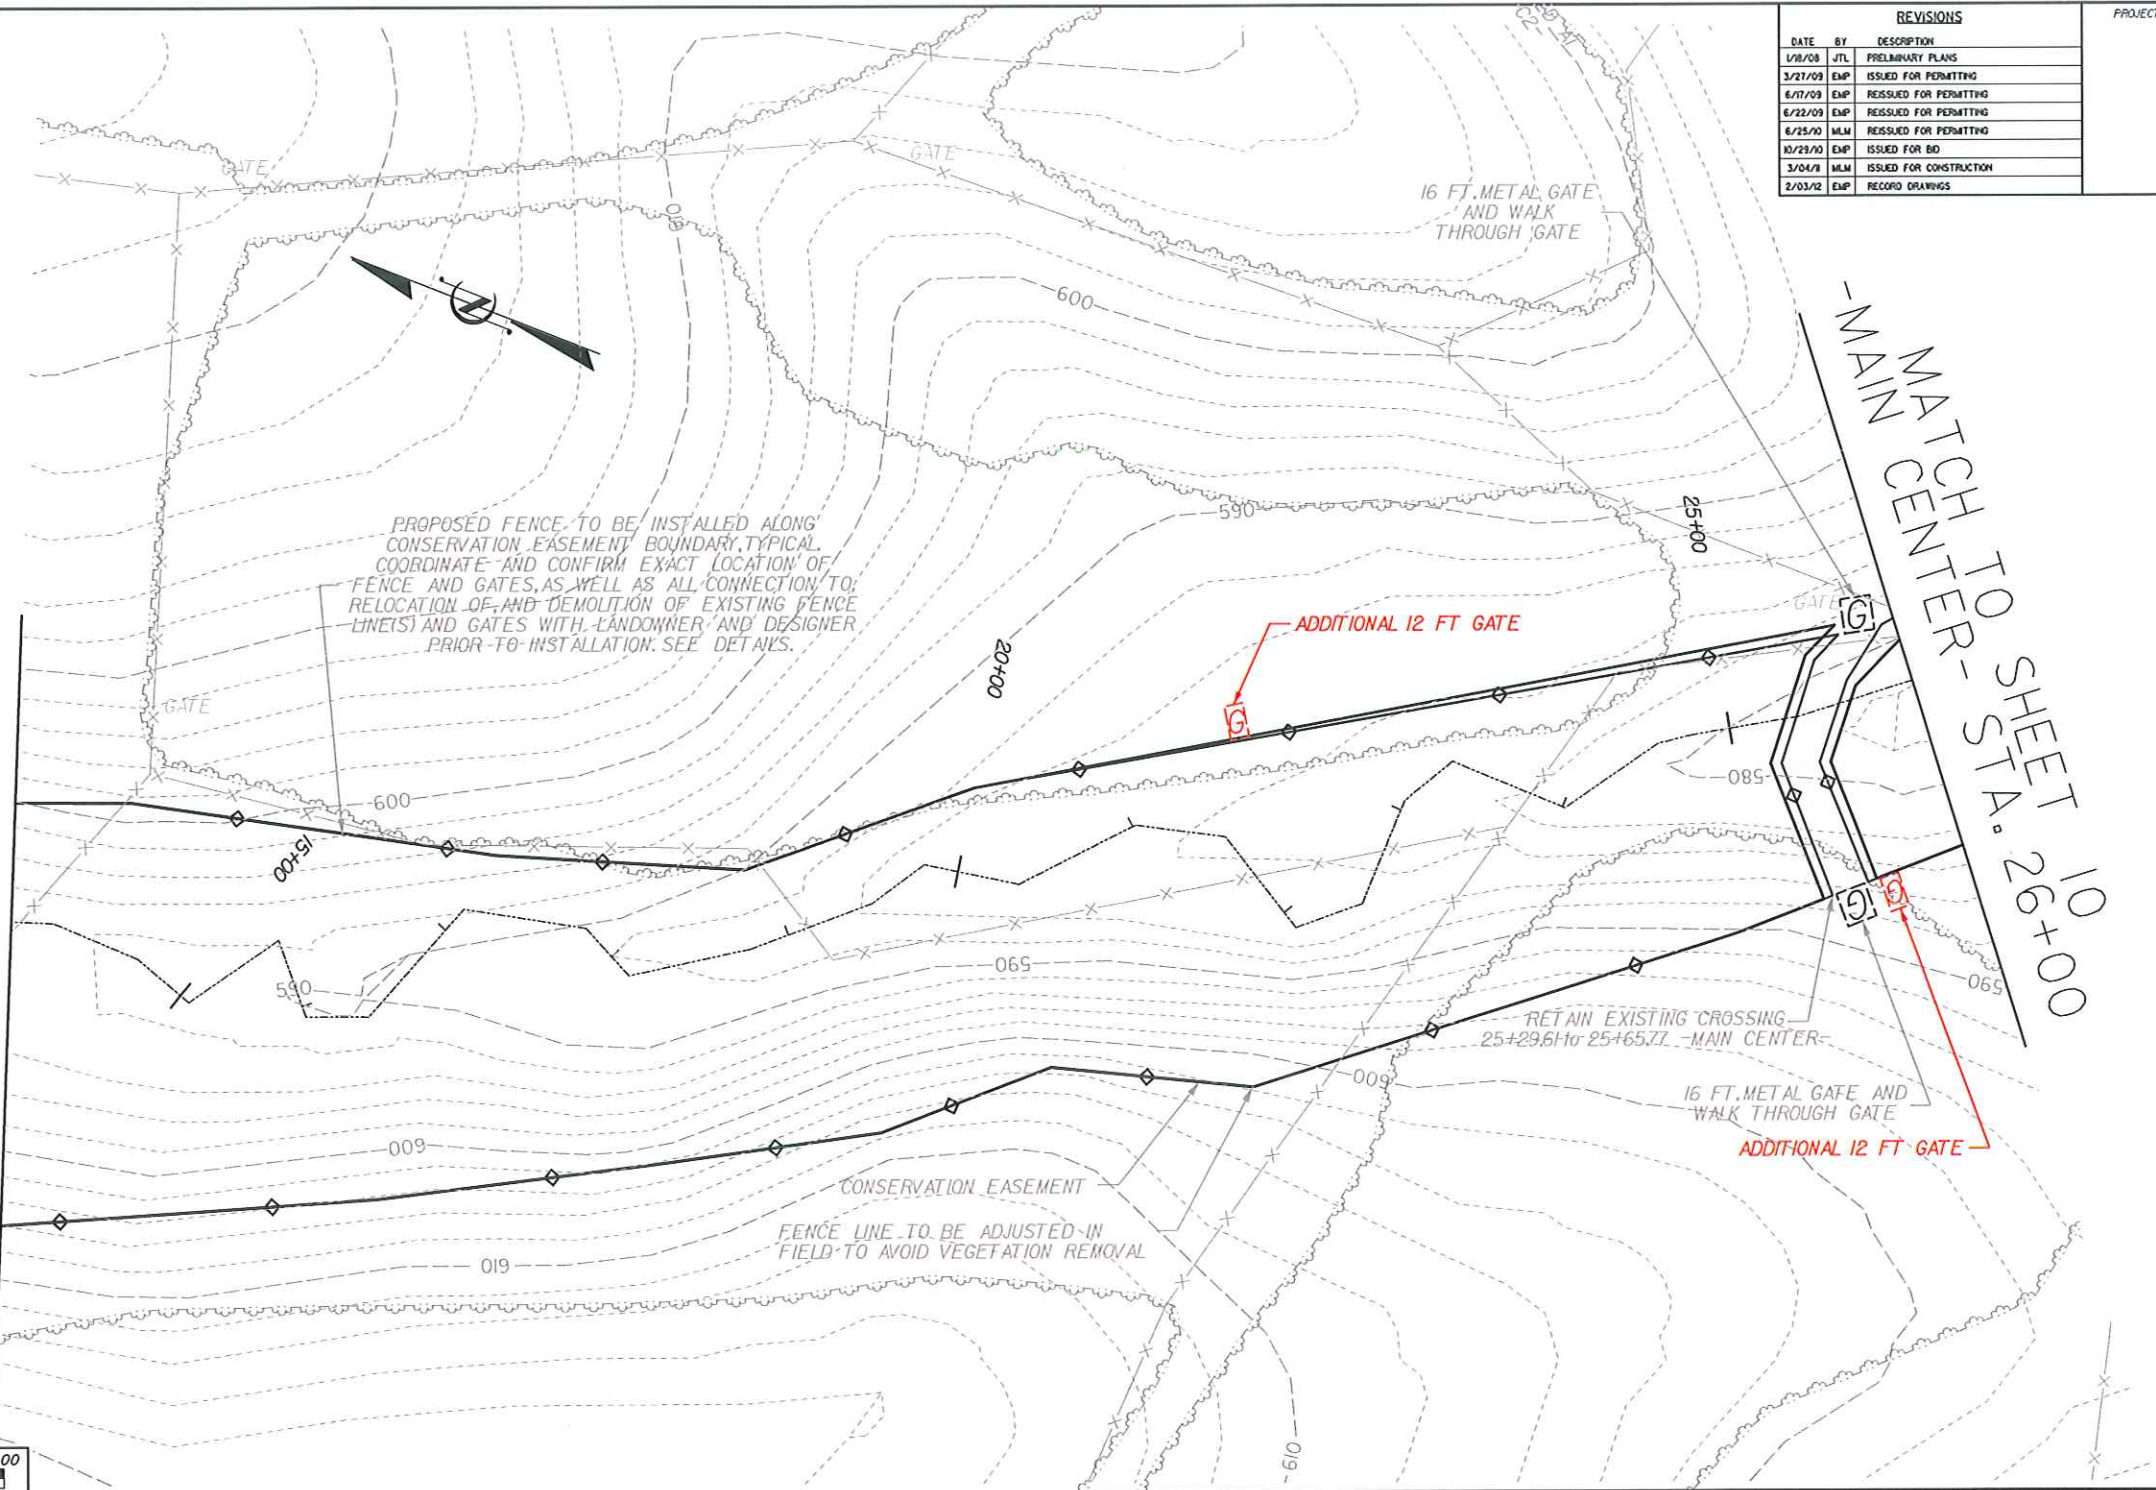 REVISIONS
DATE BY DESCRIPTION
1/18/08 JTL PRELIMINARY PLANS
3/27/09 EMP ISSUED FOR PERMITTING
6/17/09 EMP REISSUED FOR PERMITTING
6/22/09 EMP REISSUED FOR PERMITTING
6/25/10 MLM REISSUED FOR PERMITTING
10/29/10 EMP ISSUED FOR BID
3/04/11 MLM ISSUED FOR CONSTRUCTION
2/03/12 EMP RECORD DRAWINGS
PROJECT
GATE
GATE
610
16 FT. METAL GATE
AND WALK
THROUGH GATE
600
N
MATCH TO SHEET 10
-MAIN CENTER- STA. 26+00
590
25+00
PROPOSED FENCE TO BE INSTALLED ALONG
CONSERVATION EASEMENT BOUNDARY, TYPICAL.
COORDINATE AND CONFIRM EXACT LOCATION OF
FENCE AND GATES, AS WELL AS ALL CONNECTION TO,
RELOCATION OF, AND DEMOLITION OF EXISTING FENCE
LINE(S) AND GATES WITH LANDOWNER AND DESIGNER
PRIOR TO INSTALLATION. SEE DETAILS.
GATE
G
ADDITIONAL 12 FT GATE
20+00
GATE
G
580
600
15+00
G
G
590
590
590
RETAIN EXISTING CROSSING
25+29.61 to 25+65.77 -MAIN CENTER-
600
16 FT. METAL GATE AND
WALK THROUGH GATE
ADDITIONAL 12 FT GATE
600
CONSERVATION EASEMENT
FENCE LINE TO BE ADJUSTED IN
FIELD TO AVOID VEGETATION REMOVAL
610
610
00